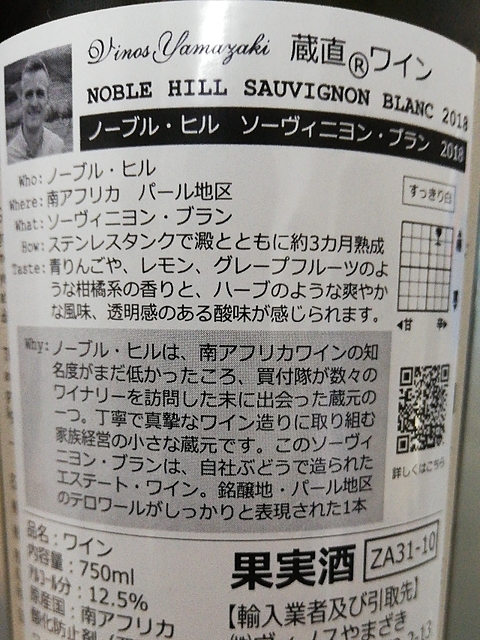 Vinos Yamazaki 蔵直®ワイン
NOBLE HILL SAUVIGNON BLANC 2018
ノーブル・ヒル ソーヴィニヨン・ブラン 2018
Who:ノーブル・ヒル
Where:南アフリカ パール地区
すっきり白
What:ソーヴィニヨン・ブラン
How:ステンレスタンクで澱とともに約3カ月熟成
Taste:青りんごや、レモン、グレープフルーツのよ
うな柑橘系の香りと、ハーブのような爽やか
な風味、透明感のある酸味が感じられます。
◀甘 辛▶
Why:ノーブル・ヒルは、南アフリカワインの知
名度がまだ低かったころ、買付隊が数々の
ワイナリーを訪問した末に出会った蔵元の
一つ。丁寧で真摯なワイン造りに取り組む
家族経営の小さな蔵元です。このソーヴィ
ニヨン・ブランは、自社ぶどうで造られた
エステート・ワイン。銘醸地・パール地区
のテロワールがしっかりと表現された1本
詳しくはこちら
品名：ワイン
内容量：750ml
アルコール分：12.5%
原産国：南アフリカ
酸化防止剤
果実酒
ZA31-10
【輸入業者及び引取先】
㈱ヴィノスやまざき